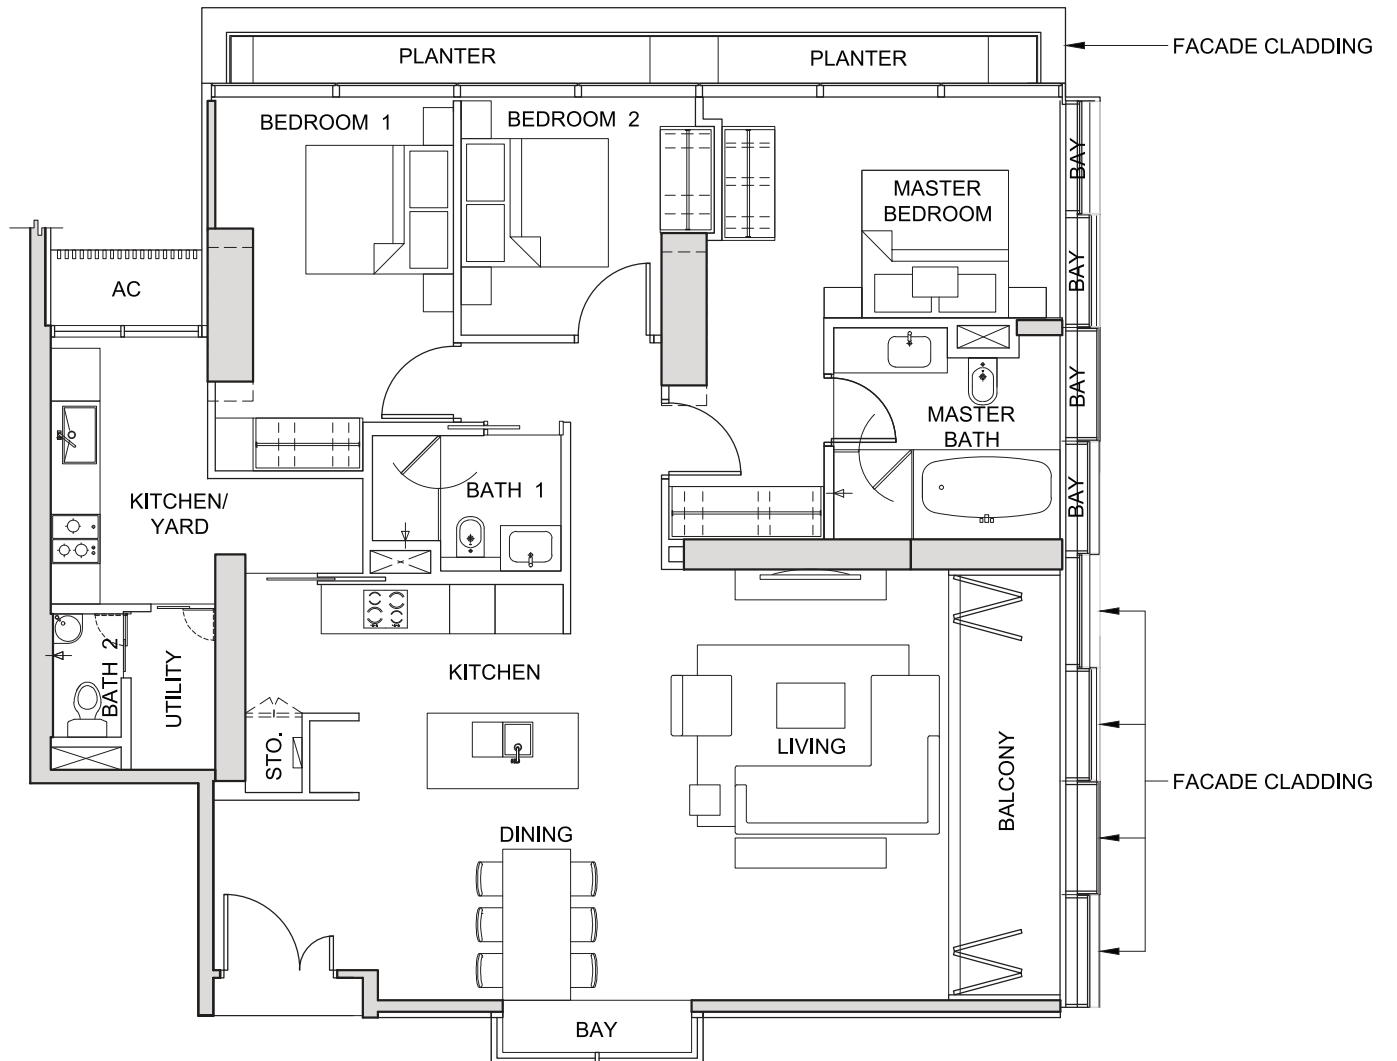 FACADE CLADDING
PLANTER
PLANTER
BEDROOM 1
BEDROOM 2
BAY
MASTER
BEDROOM
BAY
AC
BAY
MASTER
BATH
BATH 1
BAY
KITCHEN/
YARD
BATH 2
UTILITY
KITCHEN
STO.
LIVING
BALCONY
FACADE CLADDING
DINING
BAY